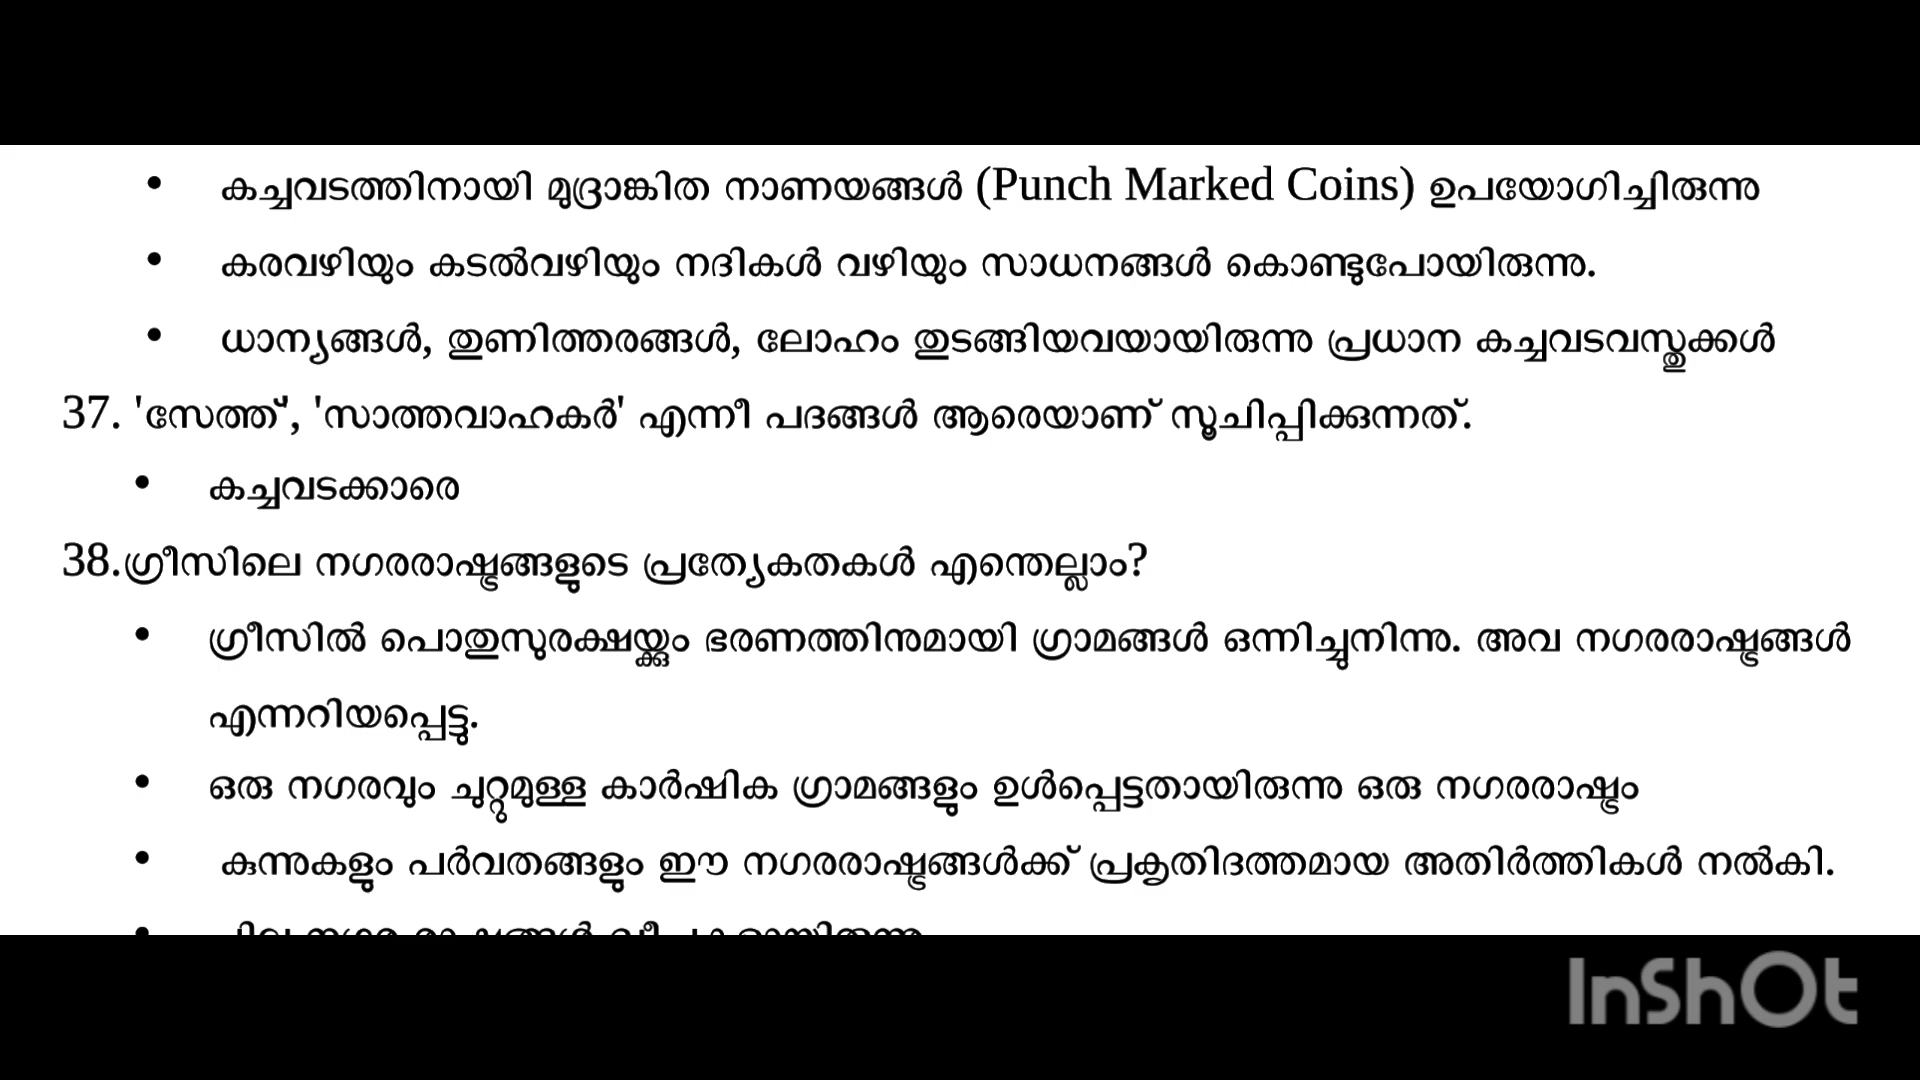 • കച്ചവടത്തിനായി മുദ്രാങ്കിത നാണയങ്ങൾ (Punch Marked Coins) ഉപയോഗിച്ചിരുന്നു
• കരവഴിയും കടൽവഴിയും നദികൾ വഴിയും സാധനങ്ങൾ കൊണ്ടുപോയിരുന്നു.
• ധാന്യങ്ങൾ, തുണിത്തരങ്ങൾ, ലോഹം തുടങ്ങിയവയായിരുന്നു പ്രധാന കച്ചവടവസ്തുക്കൾ
37. 'സേത്ത്', 'സാത്തവാഹകർ' എന്നീ പദങ്ങൾ ആരെയാണ് സൂചിപ്പിക്കുന്നത്.
• കച്ചവടക്കാരെ
38.ഗ്രീസിലെ നഗരരാഷ്ട്രങ്ങളുടെ പ്രത്യേകതകൾ എന്തെല്ലാം?
• ഗ്രീസിൽ പൊതുസുരക്ഷയ്ക്കും ഭരണത്തിനുമായി ഗ്രാമങ്ങൾ ഒന്നിച്ചുനിന്നു. അവ നഗരരാഷ്ട്രങ്ങൾ
എന്നറിയപ്പെട്ടു.
• ഒരു നഗരവും ചുറ്റുമുള്ള കാർഷിക ഗ്രാമങ്ങളും ഉൾപ്പെട്ടതായിരുന്നു ഒരു നഗരരാഷ്ട്രം
• കുന്നുകളും പർവതങ്ങളും ഈ നഗരരാഷ്ട്രങ്ങൾക്ക് പ്രകൃതിദത്തമായ അതിർത്തികൾ നൽകി.
InShOt